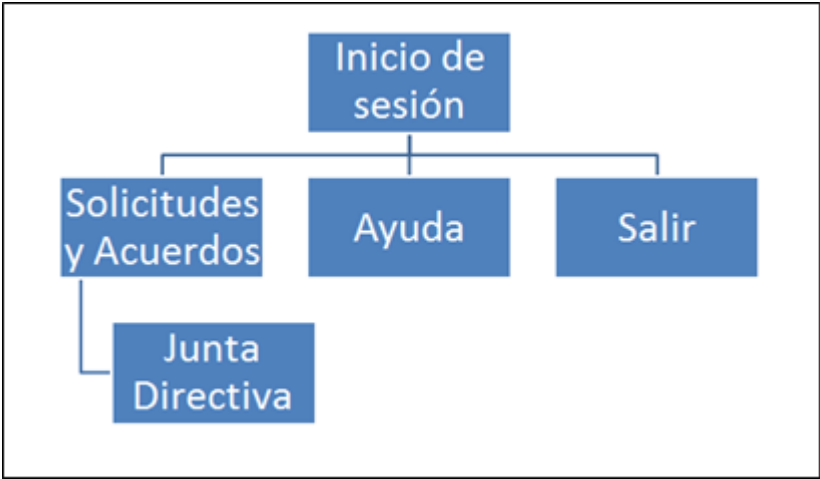 Inicio de
sesión
Solicitudes
y Acuerdos
Ayuda
Salir
Junta
Directiva